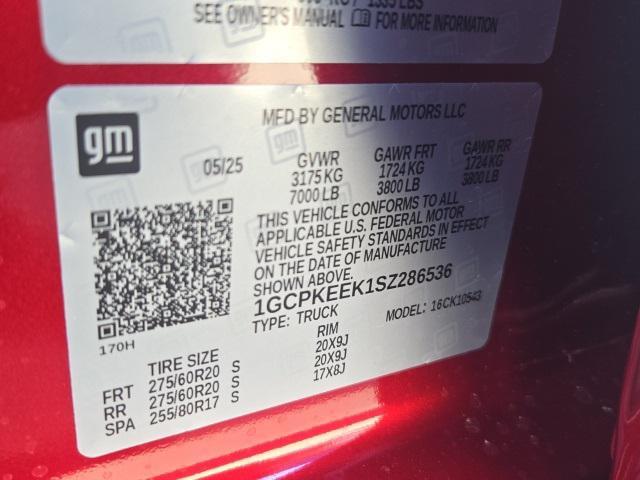 1335 LBS
SEE OWNER'S MANUAL FOR MORE INFORMATION
gm
MFD BY GENERAL MOTORS LLC
05/25
GVWR GAWR FRT GAWR RR
3175 KG 1724 KG 1724 KG
7000 LB 3800 LB 3800 LB
THIS VEHICLE CONFORMS TO ALL
APPLICABLE U.S. FEDERAL MOTOR
VEHICLE SAFETY STANDARDS IN EFFECT
ON THE DATE OF MANUFACTURE
SHOWN ABOVE.
1GCPKEEK1SZ286536
TYPE: TRUCK MODEL: 16CK10543
170H
TIRE SIZE RIM
FRT 275/60R20 S 20X9J
RR 275/60R20 S 20X9J
SPA 255/80R17 S 17X8J